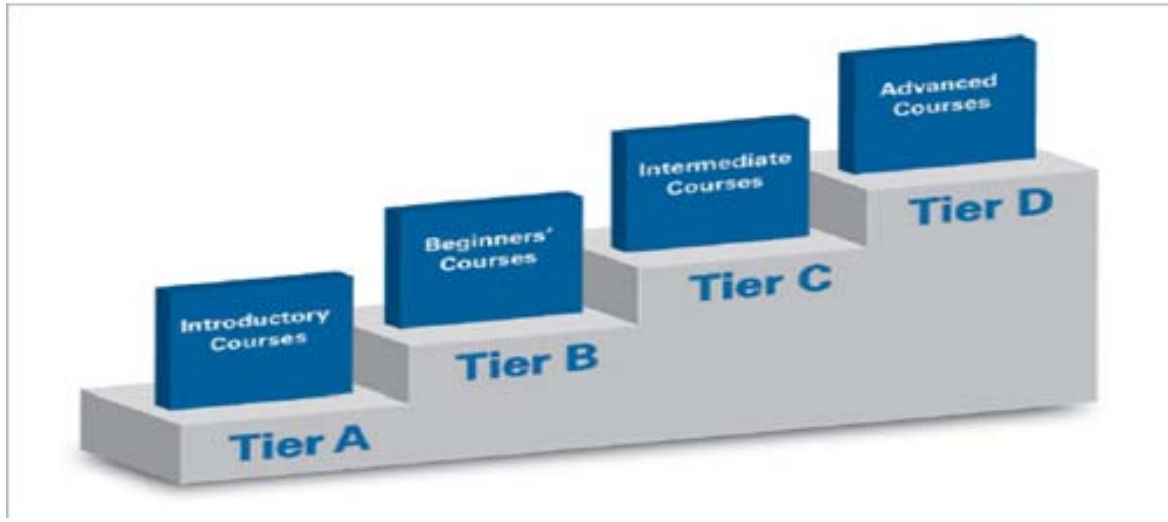 Introductory
Courses
Tier A
Beginners'
Courses
Tier B
Intermediate
Courses
Tier C
Advanced
Courses
Tier D